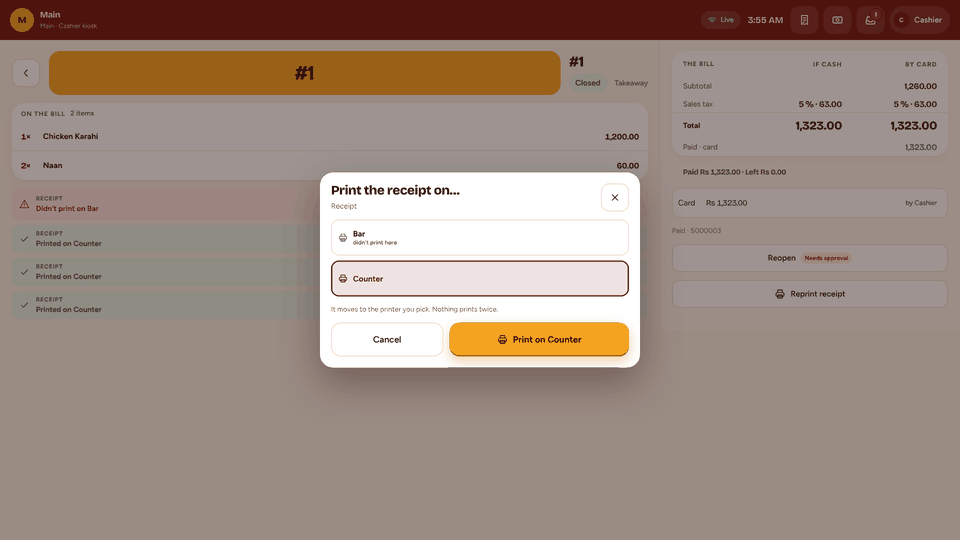 M
Main
Main · Cashier kiosk
Live
3:55 AM
1
C
Cashier
#1
#1
Closed
Takeaway
ON THE BILL 2 items
1× Chicken Karahi 1,200.00
2× Naan 60.00
RECEIPT
Didn't print on Bar
RECEIPT
Printed on Counter
RECEIPT
Printed on Counter
RECEIPT
Printed on Counter
THE BILL IF CASH BY CARD
Subtotal 1,260.00
Sales tax 5 % · 63.00 5 % · 63.00
Total 1,323.00 1,323.00
Paid · card 1,323.00
Paid Rs 1,323.00 · Left Rs 0.00
Card Rs 1,323.00 by Cashier
Paid · S000003
Reopen Needs approval
Reprint receipt
Print the receipt on...
Receipt
Bar
didn't print here
Counter
It moves to the printer you pick. Nothing prints twice.
Cancel
Print on Counter